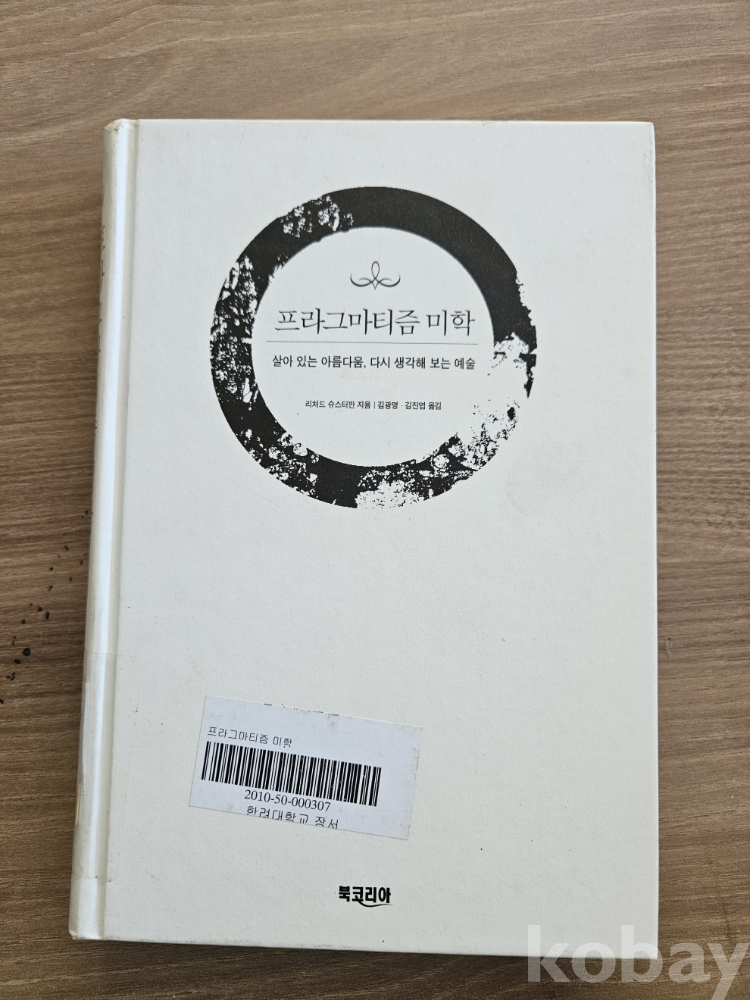 프라그마티즘 미학
살아 있는 아름다움, 다시 생각해 보는 예술
리처드 슈스터만 지음 | 김광명 · 김진엽 옮김
프라그마티즘 미학
2010-50-000307
한려대학교 장서
북코리아
kobay